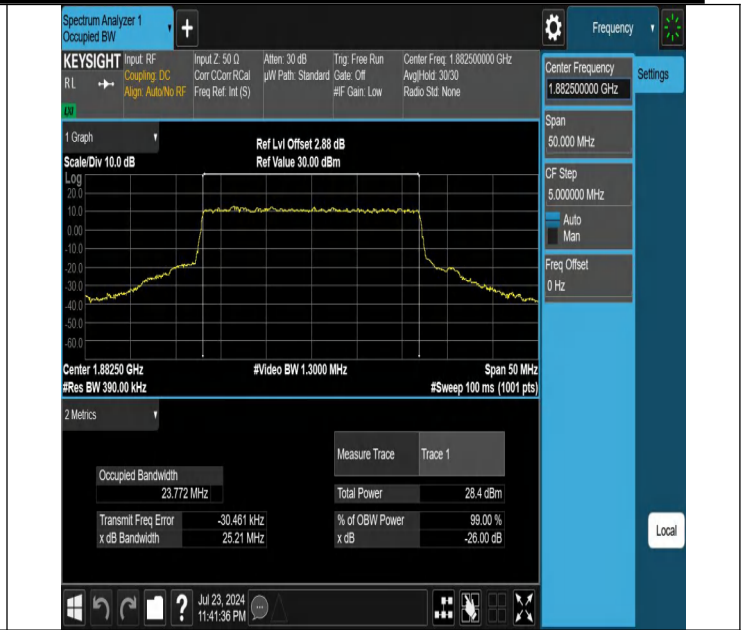 Spectrum Analyzer 1
Occupied BW
Frequency
KEYSIGHT
RL
LXI
Input: RF
Coupling: DC
Align: Auto/No RF
Input Z: 50 Ω
Corr CCorr RCal
Freq Ref: Int (S)
Atten: 30 dB
µW Path: Standard
Trig: Free Run
Gate: Off
#IF Gain: Low
Center Freq: 1.882500000 GHz
Avg|Hold: 30/30
Radio Std: None
Center Frequency
1.882500000 GHz
Settings
Span
50.000 MHz
CF Step
5.000000 MHz
Auto
Man
Freq Offset
0 Hz
1 Graph
Scale/Div 10.0 dB
Ref Lvl Offset 2.88 dB
Ref Value 30.00 dBm
Log
20.0
10.0
0.00
-10.0
-20.0
-30.0
-40.0
-50.0
-60.0
Center 1.88250 GHz
#Res BW 390.00 kHz
#Video BW 1.3000 MHz
Span 50 MHz
#Sweep 100 ms (1001 pts)
2 Metrics
Measure Trace Trace 1
Occupied Bandwidth
23.772 MHz
Total Power 28.4 dBm
Transmit Freq Error -30.461 kHz
% of OBW Power 99.00 %
x dB Bandwidth 25.21 MHz
x dB -26.00 dB
Local
?
Jul 23, 2024
11:41:36 PM